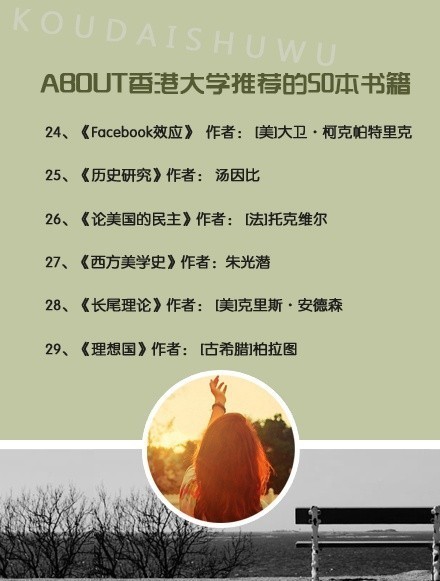 KOUDAISHUWU
ABOUT香港大学推荐的50本书籍
24、《Facebook效应》 作者： [美]大卫·柯克帕特里克
25、《历史研究》作者： 汤因比
26、《论美国的民主》作者： [法]托克维尔
27、《西方美学史》作者：朱光潜
28、《长尾理论》作者： [美]克里斯·安德森
29、《理想国》作者： [古希腊]柏拉图